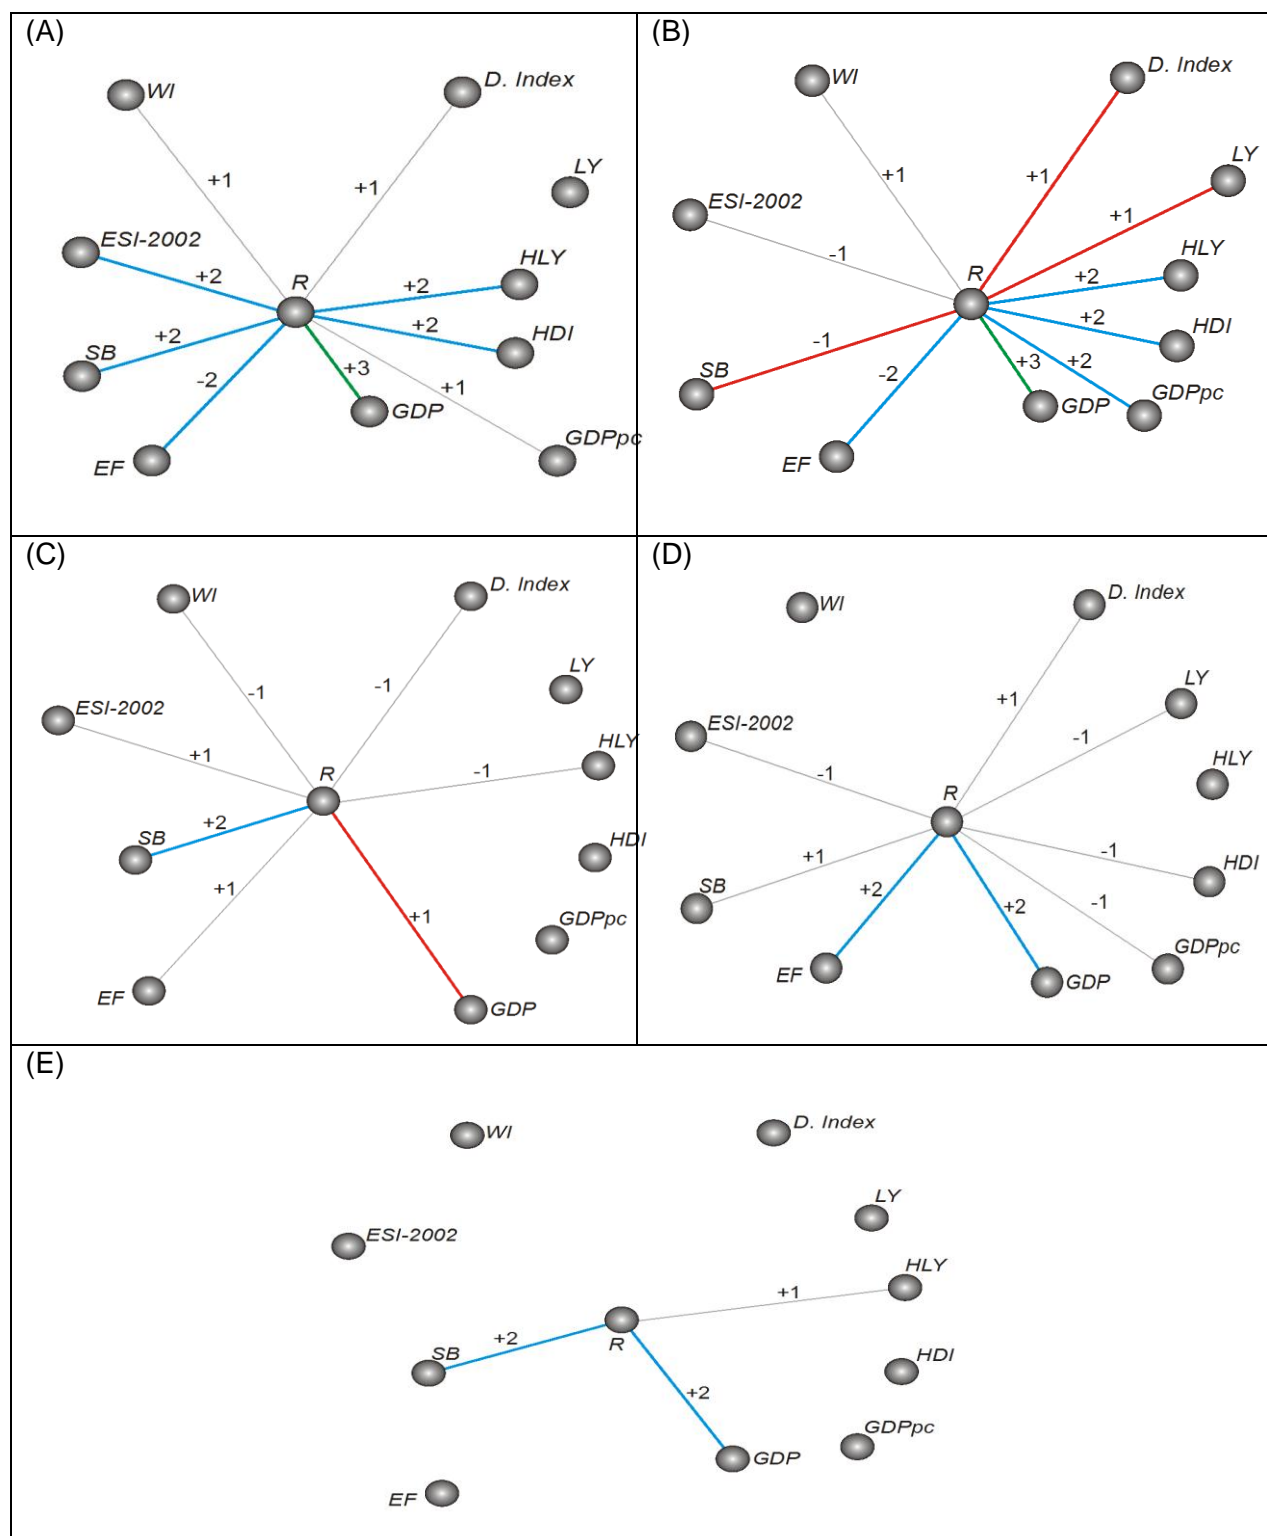 (A)
WI
D. Index
+1
+1
LY
ESI-2002
+2
R
+2
HLY
+2
HDI
SB
+2
-2
+3
+1
GDP
GDPpc
EF
(B)
WI
D. Index
+1
+1
LY
ESI-2002
+1
-1
R
HLY
+2
+2
HDI
SB
-1
-2
+3
+2
GDP
GDPpc
EF
(C)
WI
D. Index
-1
-1
LY
ESI-2002
+1
R
-1
HLY
SB
+2
HDI
+1
+1
GDPpc
EF
GDP
(D)
WI
D. Index
+1
LY
ESI-2002
-1
-1
HLY
R
SB
+1
-1
HDI
+2
+2
-1
GDPpc
EF
GDP
(E)
WI
D. Index
LY
ESI-2002
HLY
+1
R
SB
+2
HDI
+2
GDPpc
GDP
EF